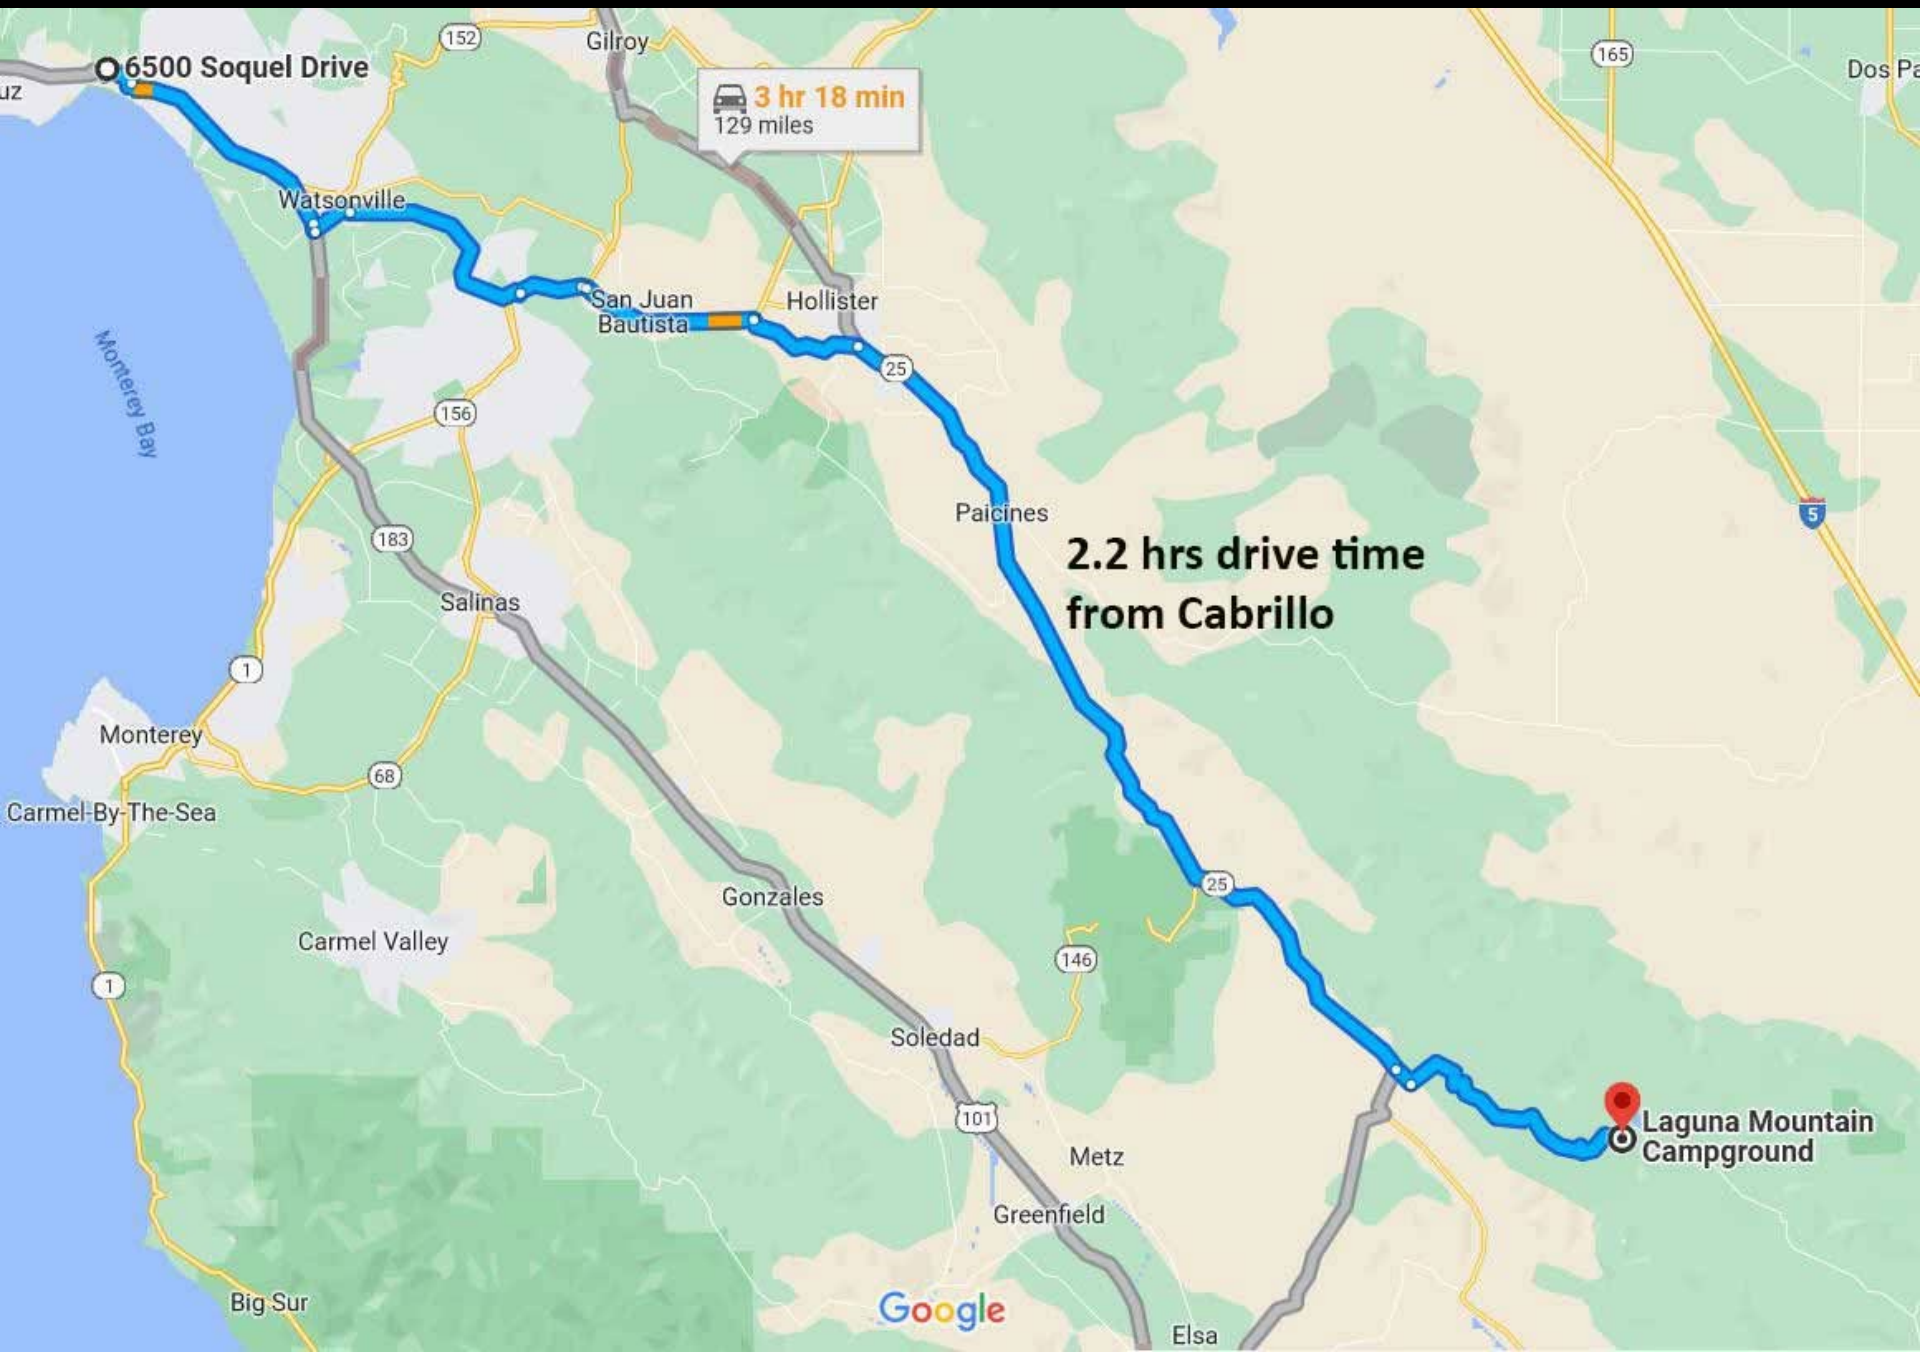 152
Gilroy
165
6500 Soquel Drive
Dos Pa
uz
3 hr 18 min
129 miles
Watsonville
San Juan
Bautista
Hollister
25
Monterey Bay
156
Paicines
5
183
2.2 hrs drive time
from Cabrillo
Salinas
1
Monterey
68
Carmel-By-The-Sea
25
Gonzales
Carmel Valley
146
1
Soledad
101
Laguna Mountain
Campground
Metz
Greenfield
Big Sur
Google
Elsa